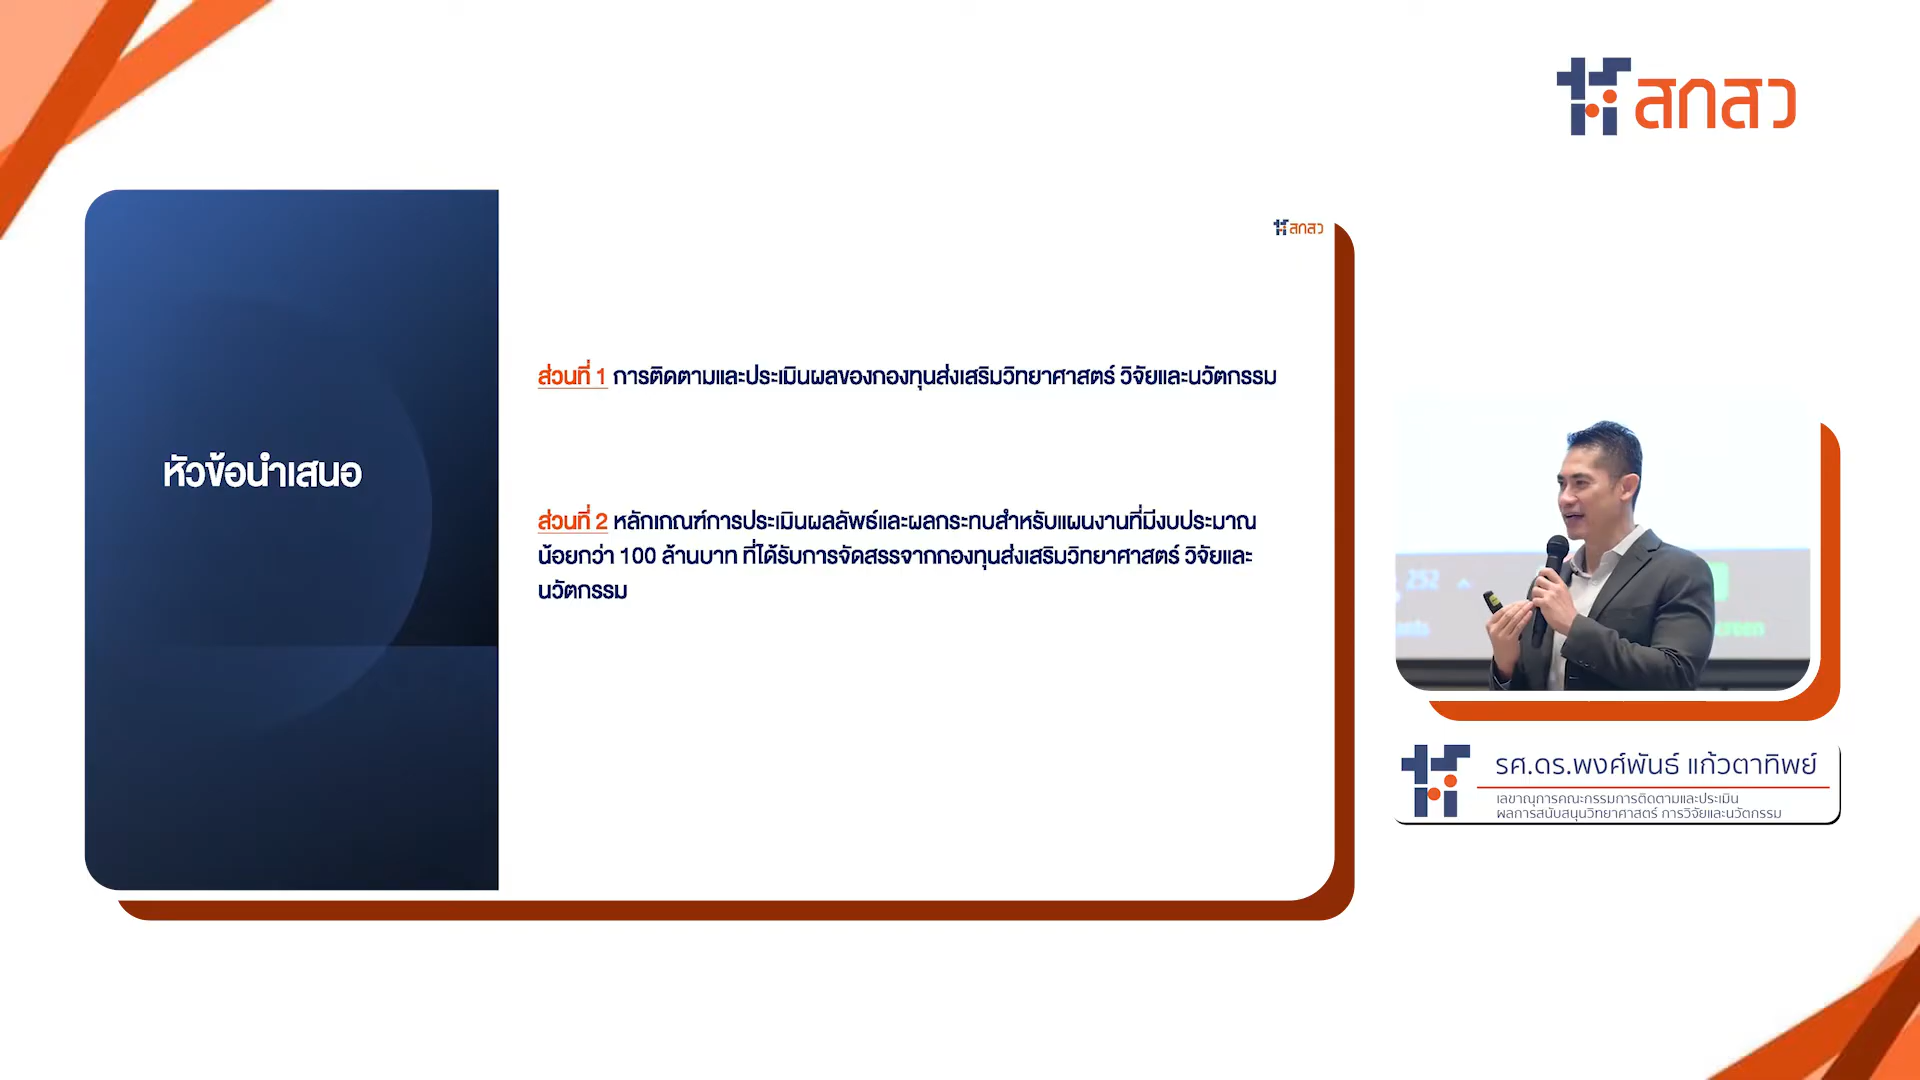 สกสว
สกสว
หัวข้อนำเสนอ
ส่วนที่ 1 การติดตามและประเมินผลของกองทุนส่งเสริมวิทยาศาสตร์ วิจัยและนวัตกรรม
ส่วนที่ 2 หลักเกณฑ์การประเมินผลลัพธ์และผลกระทบสำหรับแผนงานที่มีงบประมาณ
น้อยกว่า 100 ล้านบาท ที่ได้รับการจัดสรรจากกองทุนส่งเสริมวิทยาศาสตร์ วิจัยและ
นวัตกรรม
252
รศ.ดร.พงศ์พันธ์ แก้วตาทิพย์
เลขาณุการคณะกรรมการติดตามและประเมิน
ผลการสนับสนุนวิทยาศาสตร์ การวิจัยและนวัตกรรม